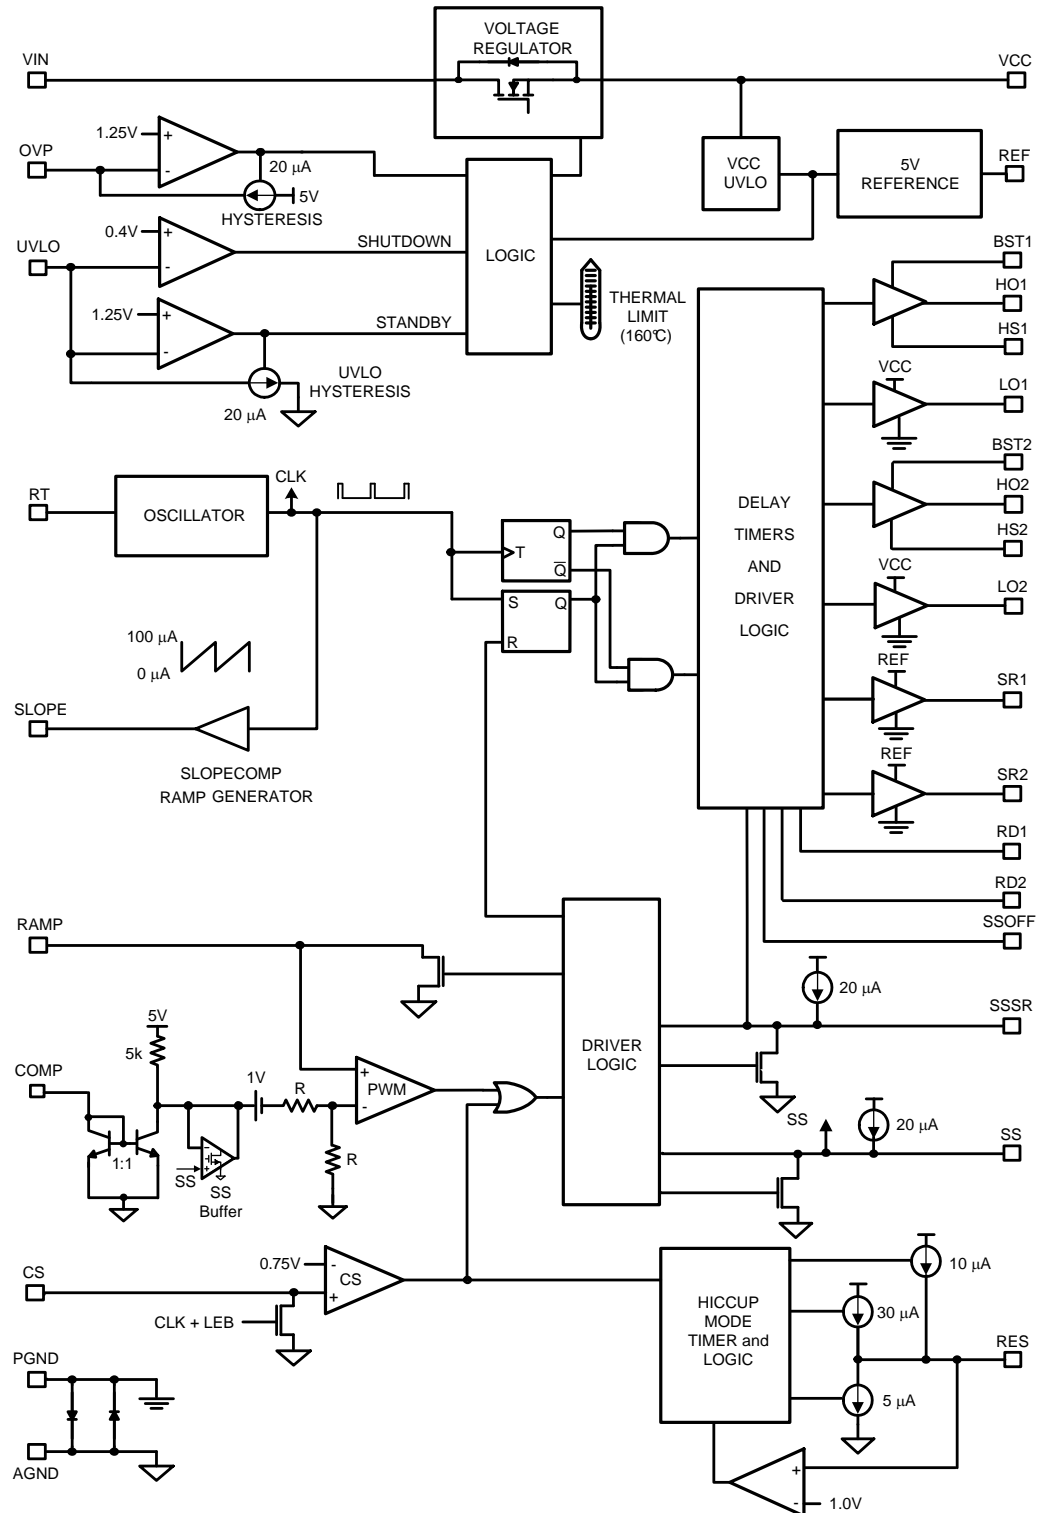 VOLTAGE
REGULATOR
VIN
VCC
1.25V
+
-
OVP
20 µA
5V
HYSTERESIS
VCC
UVLO
5V
REFERENCE
REF
UVLO
0.4V
+
-
SHUTDOWN
LOGIC
1.25V
+
-
STANDBY
UVLO
HYSTERESIS
20 µA
THERMAL
LIMIT
(160°C)
BST1
HO1
HS1
VCC
LO1
BST2
HO2
HS2
VCC
LO2
REF
SR1
REF
SR2
RD1
RD2
SSOFF
DELAY
TIMERS
AND
DRIVER
LOGIC
RT
OSCILLATOR
CLK
Q
T
Q
S
Q
R
100 µA
0 µA
SLOPE
SLOPECOMP
RAMP GENERATOR
RAMP
20 µA
SSSR
DRIVER
LOGIC
5V
5k
COMP
1:1
1V
R
+
PWM
-
R
-
+
SS
SS
Buffer
SS
20 µA
SS
0.75V
-
CS
+
CS
CLK + LEB
HICCUP
MODE
TIMER and
LOGIC
10 µA
30 µA
RES
5 µA
+
-
1.0V
PGND
AGND